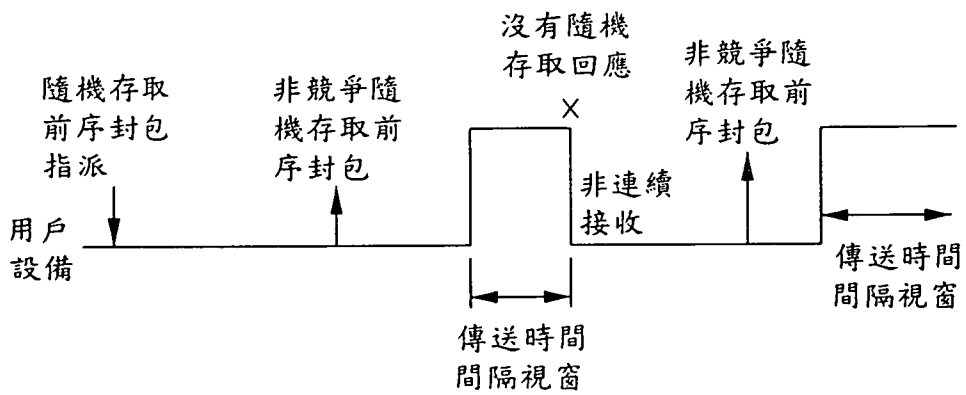 隨機存取
前序封包
指派
非競爭隨
機存取前
序封包
沒有隨機
存取回應
X
非競爭隨
機存取前
序封包
用戶
設備
非連續
接收
傳送時間
間隔視窗
傳送時間
間隔視窗